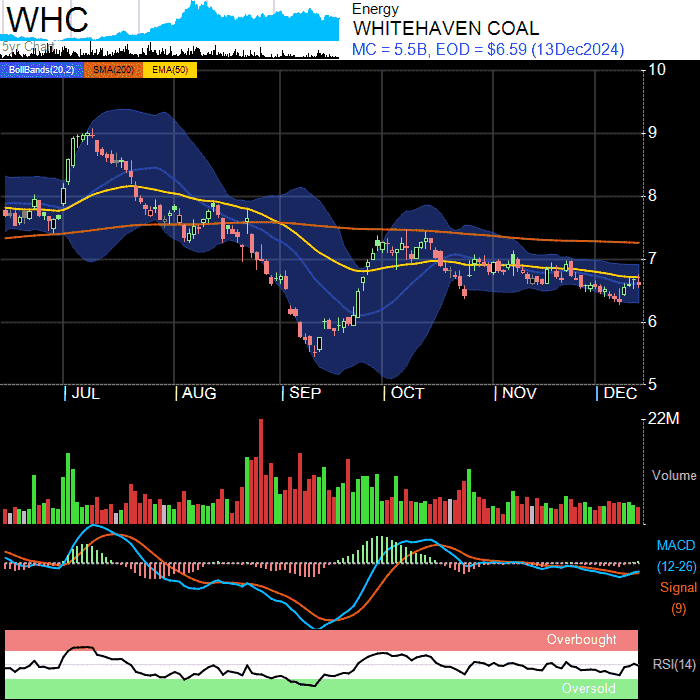 WHC
Energy
WHITEHAVEN COAL
5yr Chart
MC = 5.5B, EOD = $6.59 (13Dec2024)
BollBands(20,2) SMA(200) EMA(50)
10
9
8
7
6
5
JUL AUG SEP OCT NOV DEC
22M
Volume
MACD
(12-26)
Signal
(9)
Overbought
RSI(14)
Oversold